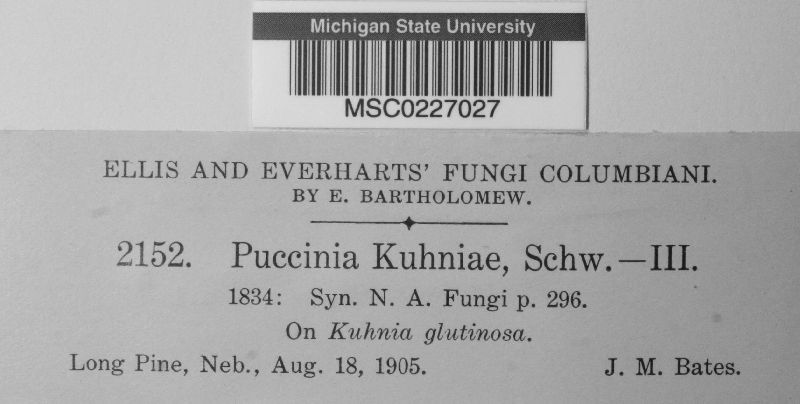 Michigan State University
MSC0227027
ELLIS AND EVERHARTS' FUNGI COLUMBIANI.
BY E. BARTHOLOMEW.
2152. Puccinia Kuhniae, Schw.—III.
1834: Syn. N. A. Fungi p. 296.
On Kuhnia glutinosa.
Long Pine, Neb., Aug. 18, 1905. J. M. Bates.